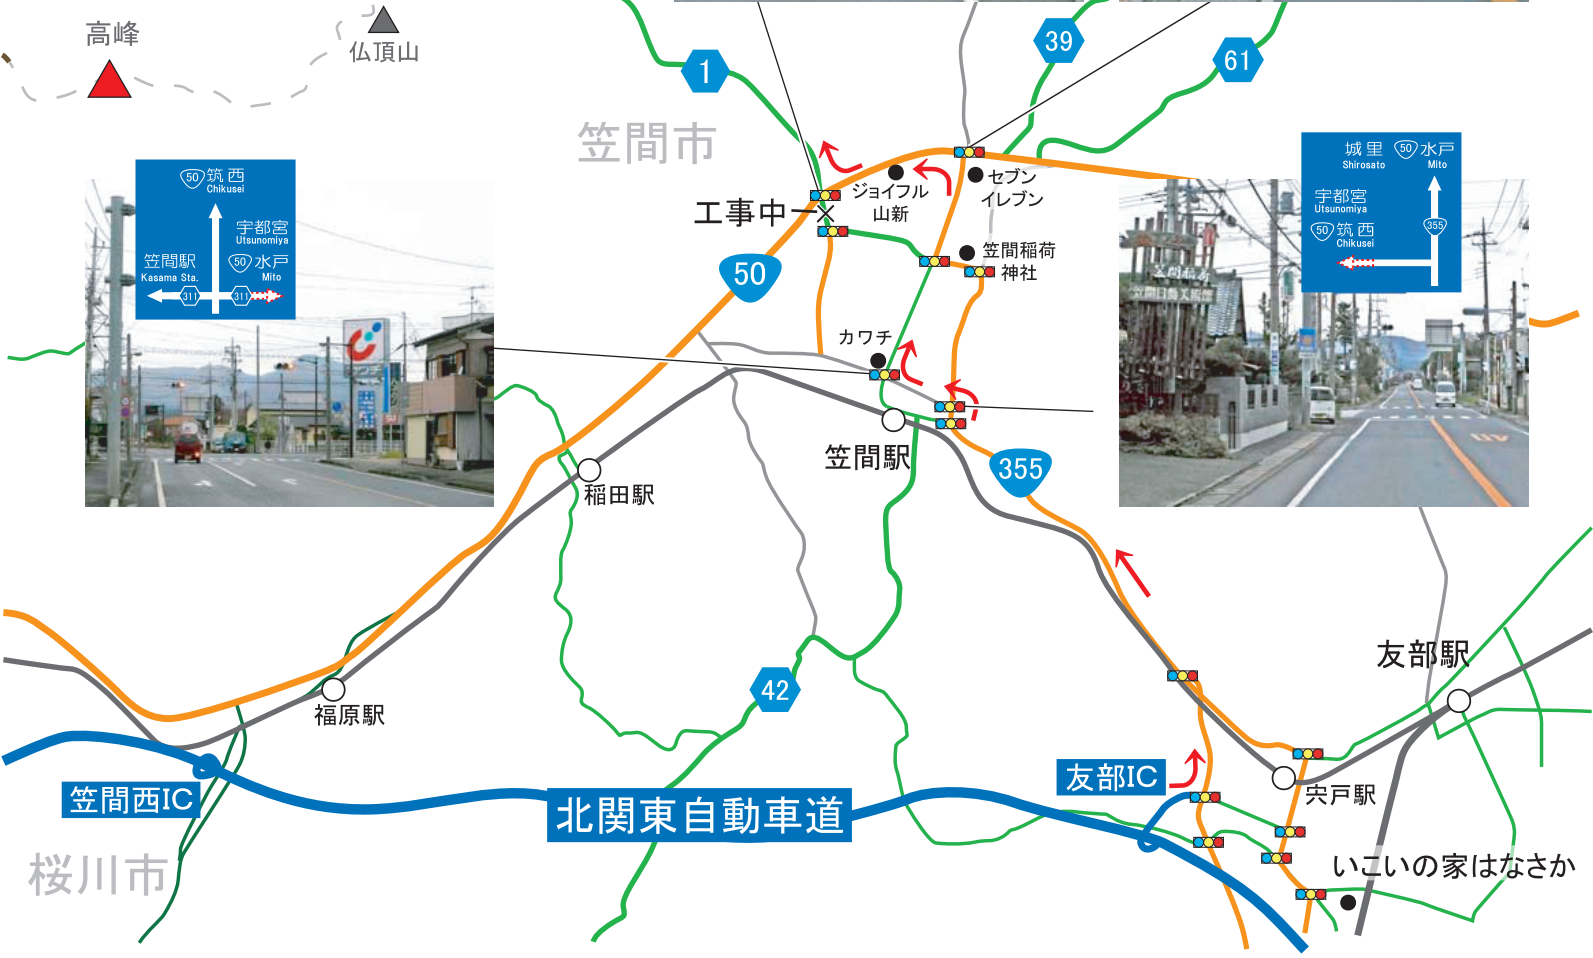 高峰
仏頂山
1
39
61
笠間市
50 筑西
Chikusei
宇都宮
Utsunomiya
笠間駅
Kasama Sta.
50 水戸
Mito
311
311
城里
Shirosato
50 水戸
Mito
宇都宮
Utsunomiya
355
50 筑西
Chikusei
セブン
イレブン
ジョイフル
山新
工事中
笠間稲荷
神社
50
カワチ
笠間駅
355
稲田駅
友部駅
42
福原駅
友部IC
宍戸駅
笠間西IC
北関東自動車道
桜川市
いこいの家はなさか